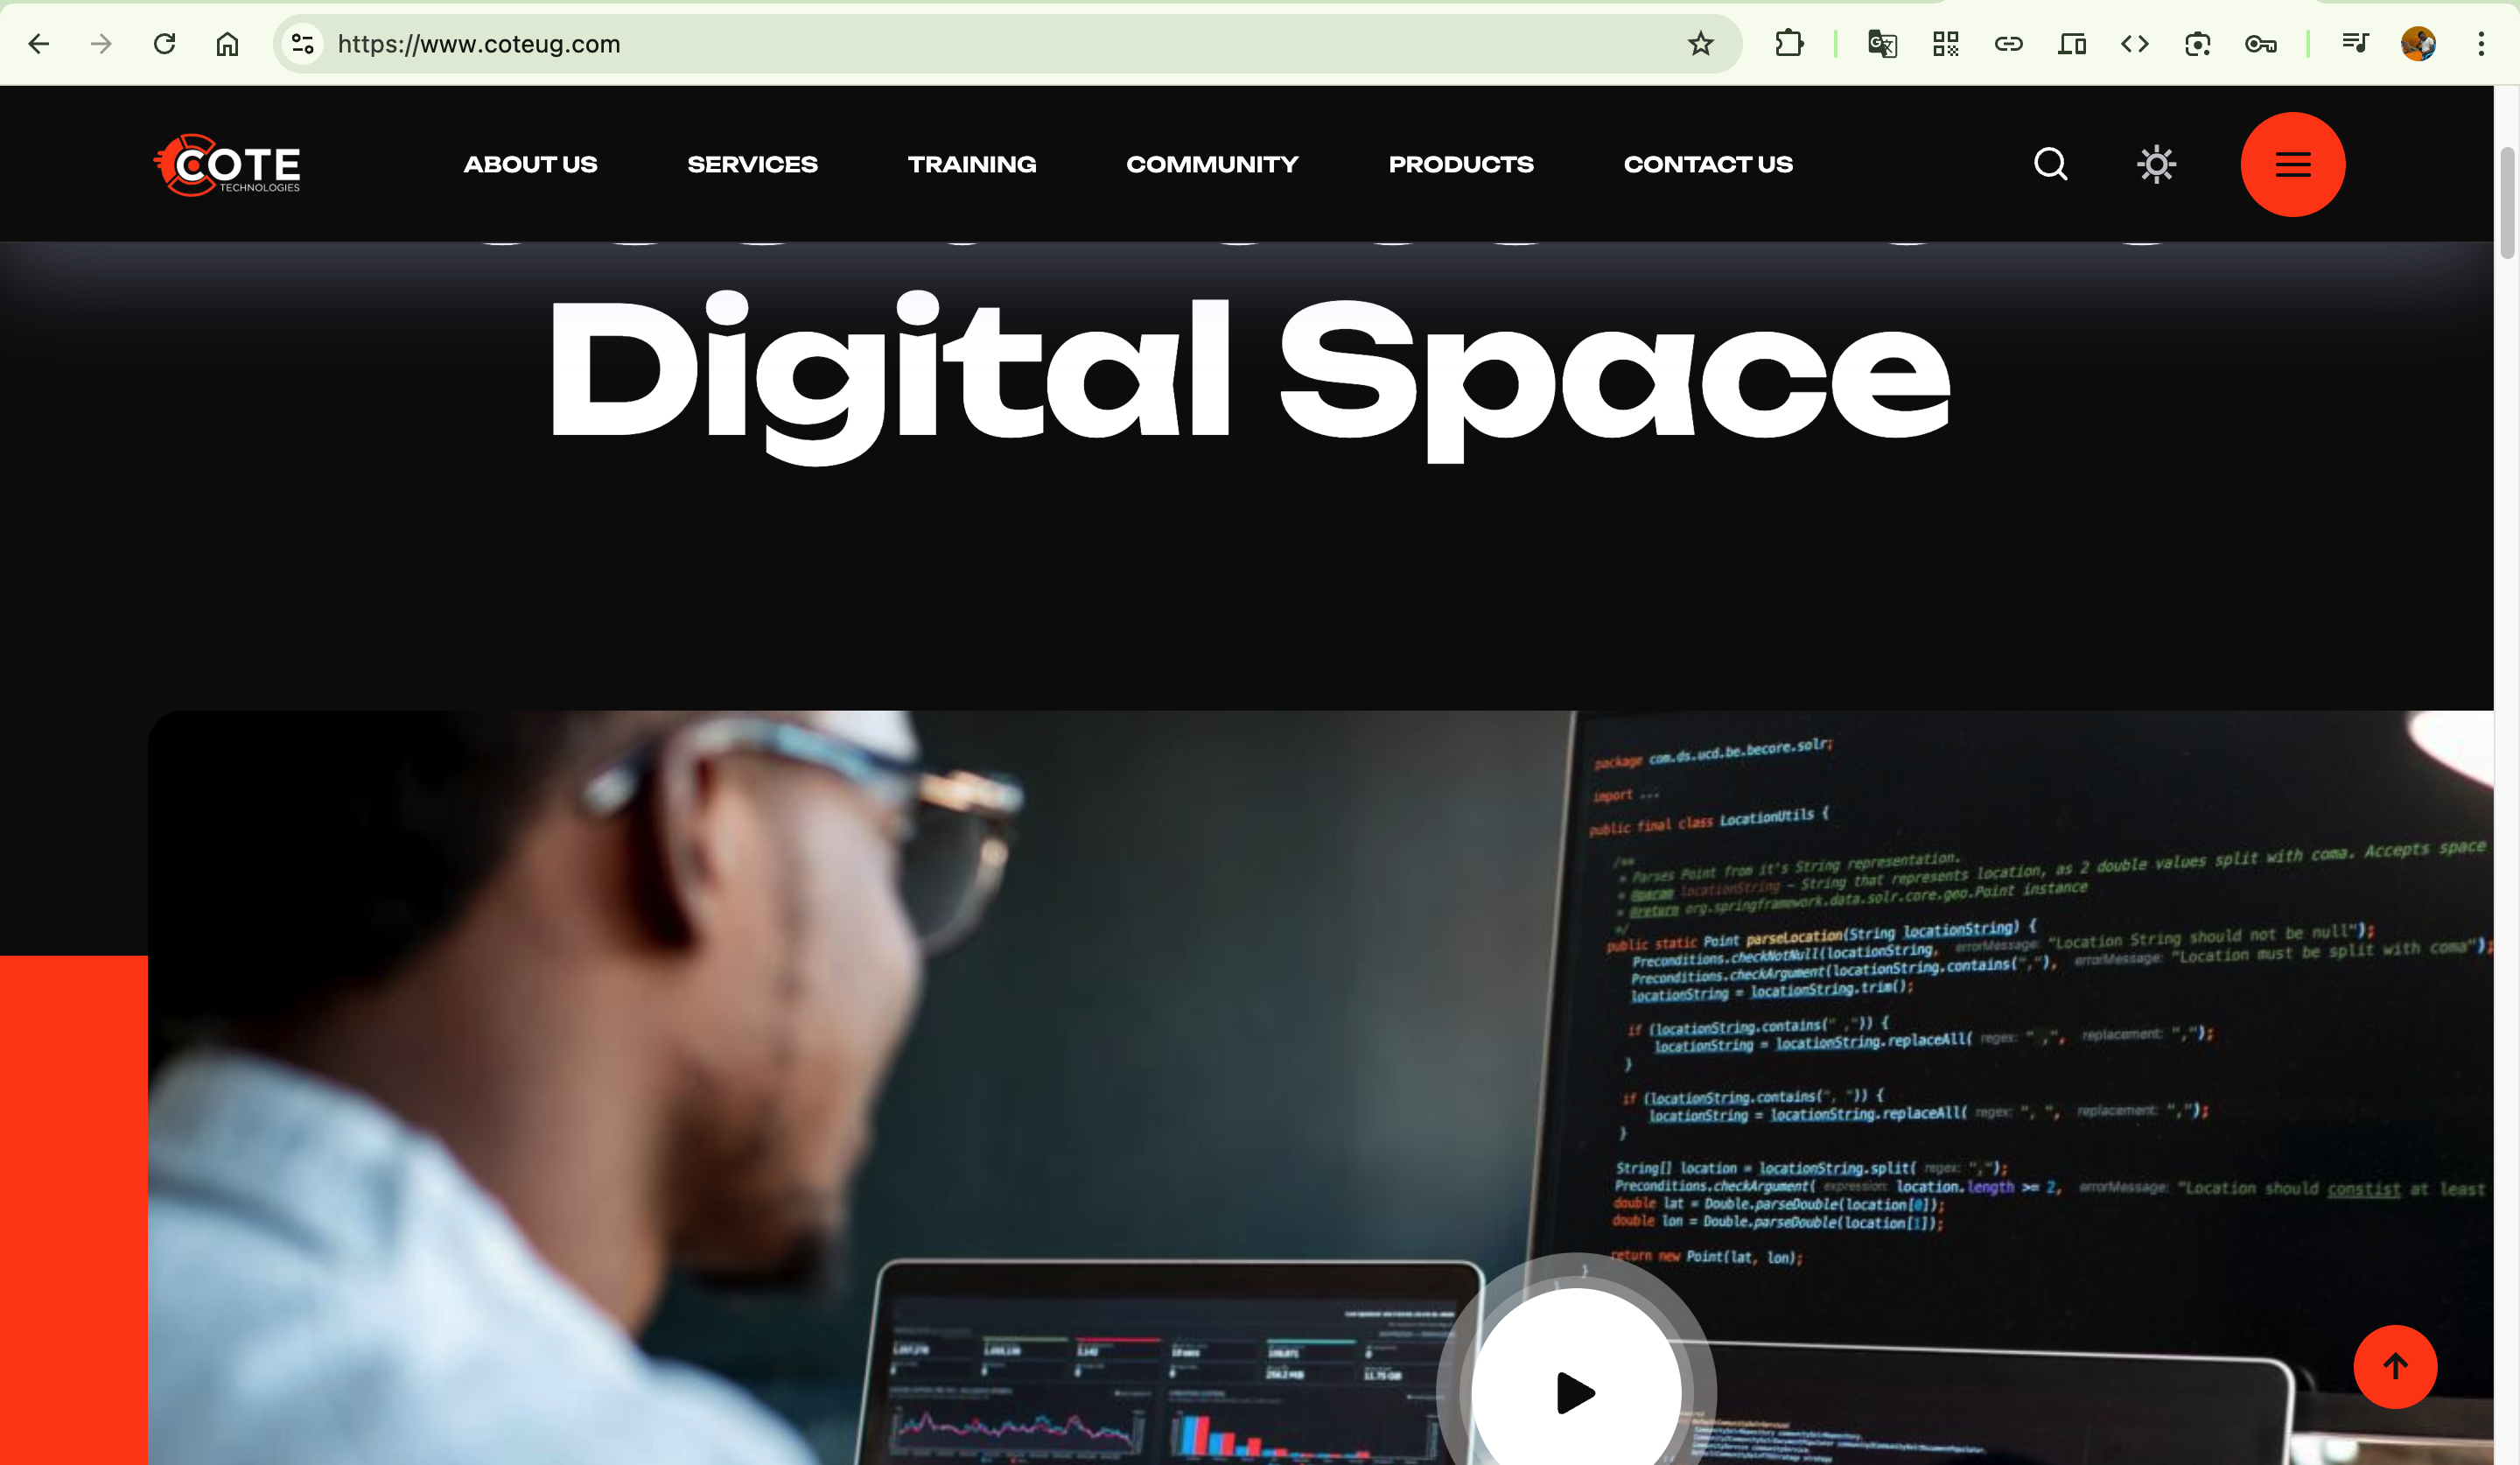 https://www.coteug.com
COTE
TECHNOLOGIES
ABOUT US
SERVICES
TRAINING
COMMUNITY
PRODUCTS
CONTACT US
Digital Space
package com.ds.ucd.be.becore.solr;
import ...
public final class LocationUtils {
/**
* Parses Point from it's String representation.
* @param locationString – String that represents location, as 2 double values split with coma. Accepts space
* @return org.springframework.data.solr.core.geo.Point instance
*/
public static Point parseLocation(String locationString) {
Preconditions.checkNotNull(locationString, errorMessage: "Location String should not be null");
Preconditions.checkArgument(locationString.contains(","), errorMessage: "Location must be split with coma");
locationString = locationString.trim();
if (locationString.contains(" ,")) {
locationString = locationString.replaceAll( regex: " ,", replacement: ",");
}
if (locationString.contains(", ")) {
locationString = locationString.replaceAll( regex: ", ", replacement: ",");
}
String[] location = locationString.split( regex: ",");
Preconditions.checkArgument( expression: location.length >= 2, errorMessage: "Location should constist at least
double lat = Double.parseDouble(location[0]);
double lon = Double.parseDouble(location[1]);
return new Point(lat, lon);
}